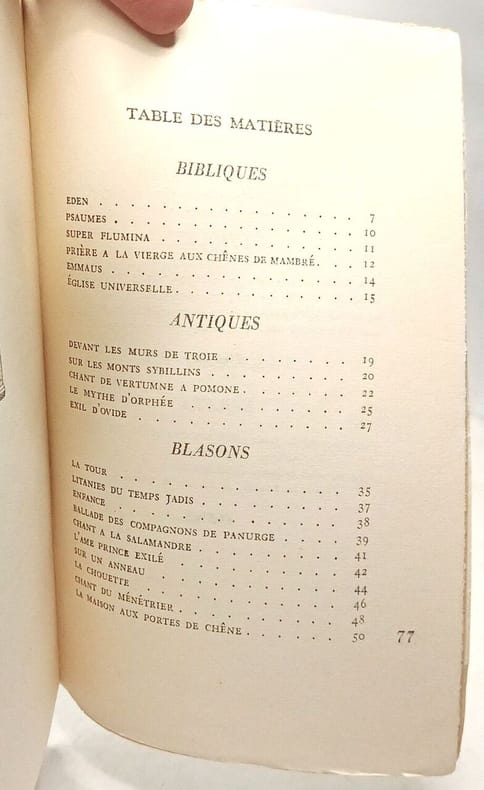 TABLE DES MATIÈRES
BIBLIQUES
EDEN . . . . . . . . . . . . . . 7
PSAUMES . . . . . . . . . . . . . 10
SUPER FLUMINA . . . . . . . . . . . 11
PRIÈRE A LA VIERGE AUX CHÊNES DE MAMBRÉ. . . 12
EMMAUS . . . . . . . . . . . . . 14
ÉGLISE UNIVERSELLE. . . . . . . . . . 15
ANTIQUES
DEVANT LES MURS DE TROIE . . . . . . . 19
SUR LES MONTS SYBILLINS . . . . . . . . 20
CHANT DE VERTUMNE A POMONE. . . . . . . 22
LE MYTHE D'ORPHÉE . . . . . . . . . 25
EXIL D'OVIDE . . . . . . . . . . . 27
BLASONS
LA TOUR . . . . . . . . . . . . 35
LITANIES DU TEMPS JADIS . . . . . . . . 37
ENFANCE . . . . . . . . . . . . 38
BALLADE DES COMPAGNONS DE PANURGE . . . . 39
CHANT A LA SALAMANDRE . . . . . . . . 41
L'AME PRINCE EXILÉ . . . . . . . . . 42
SUR UN ANNEAU . . . . . . . . . . 44
LA CHOUETTE . . . . . . . . . . . 46
CHANT DU MÉNÉTRIER . . . . . . . . . 48
LA MAISON AUX PORTES DE CHÊNE . . . . . . 50
77